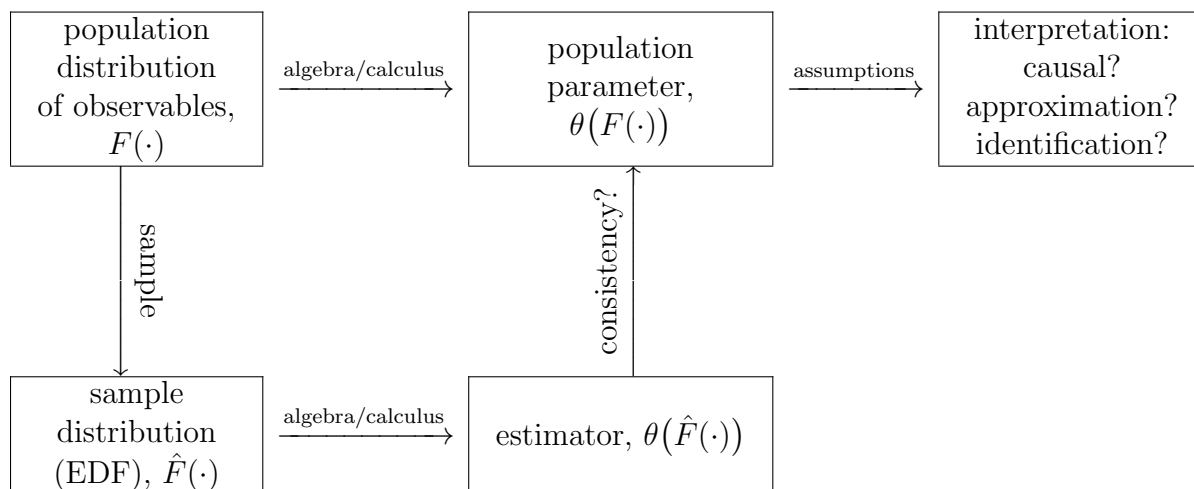 population
distribution
of observables,
F(·)
algebra/calculus
population
parameter,
θ(F(·))
assumptions
interpretation:
causal?
approximation?
identification?
sample
consistency?
sample
distribution
(EDF), F̂(·)
algebra/calculus
estimator, θ(F̂(·))